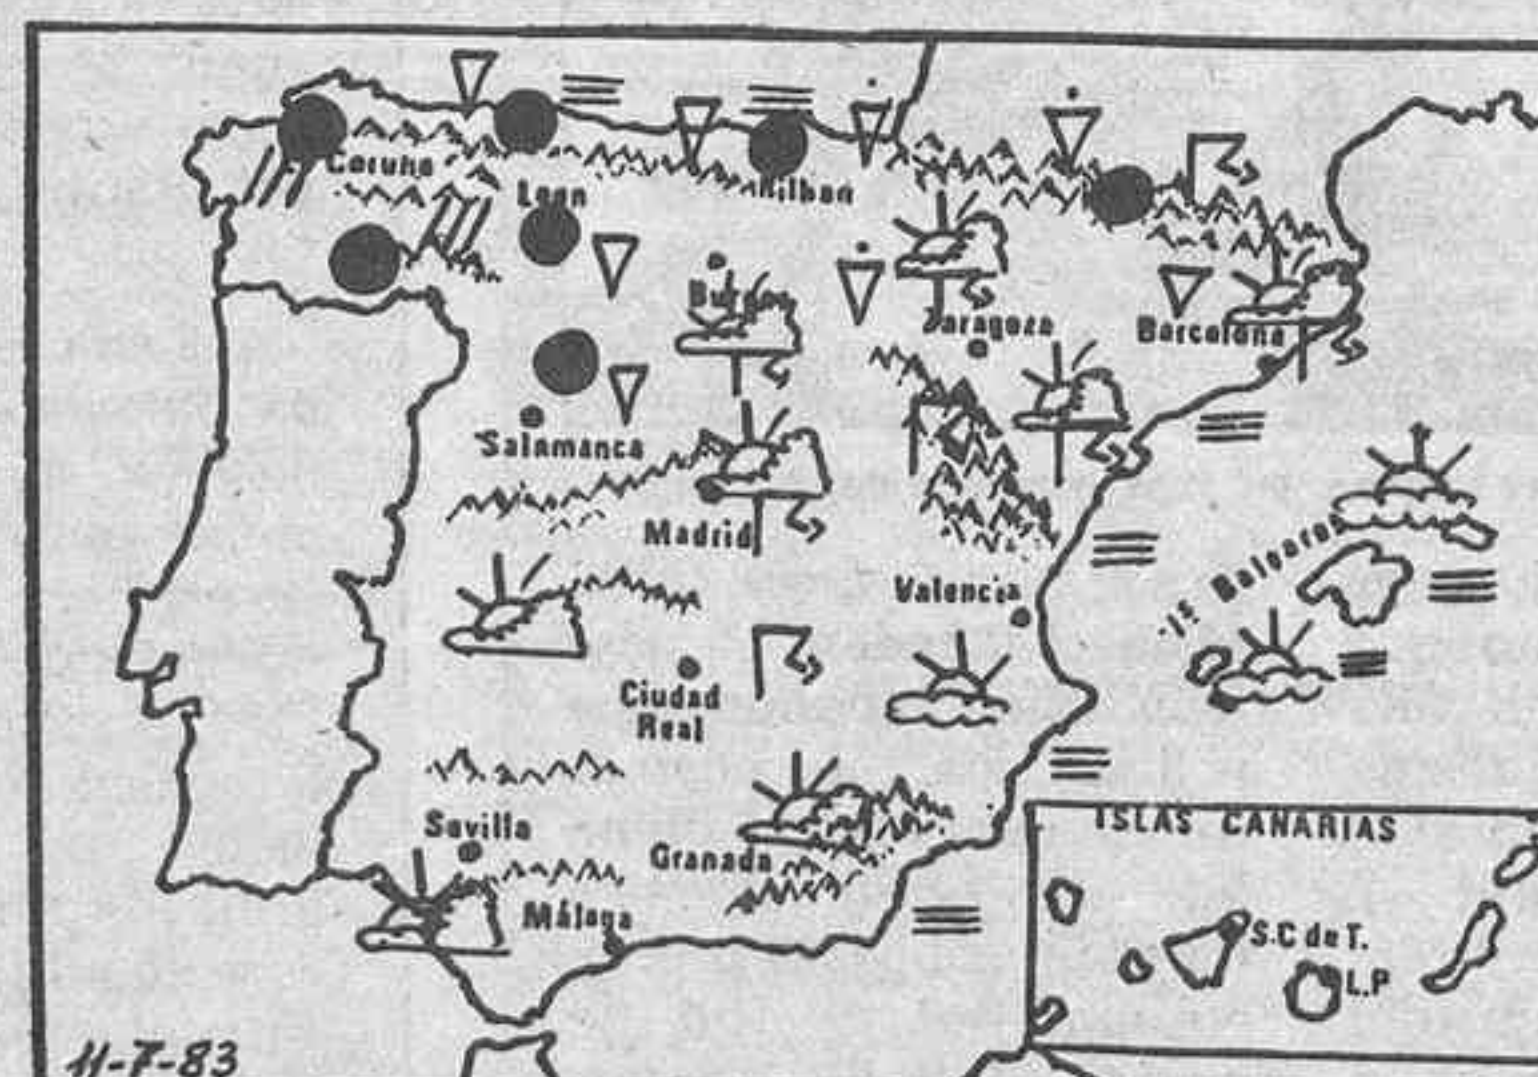 Coruña
Leon
Bilbao
Burgos
Zaragoza
Barcelona
Salamanca
Madrid
Is. Baleares
Valencia
Ciudad
Real
Sevilla
Granada
Málaga
ISLAS CANARIAS
S.C de T.
L.P
11-7-83